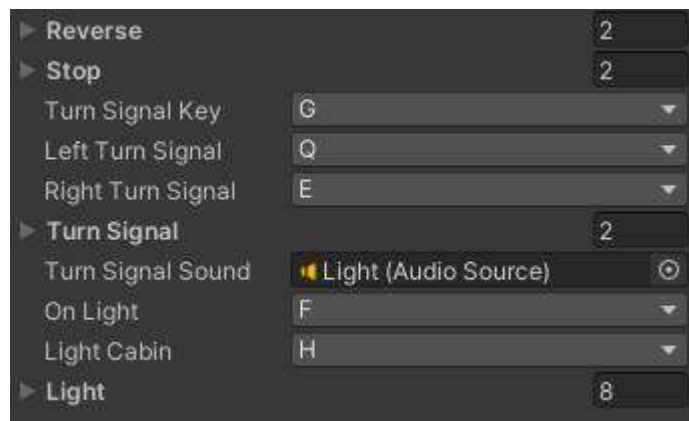 Reverse 2
Stop 2
Turn Signal Key G
Left Turn Signal Q
Right Turn Signal E
Turn Signal 2
Turn Signal Sound Light (Audio Source)
On Light F
Light Cabin H
Light 8